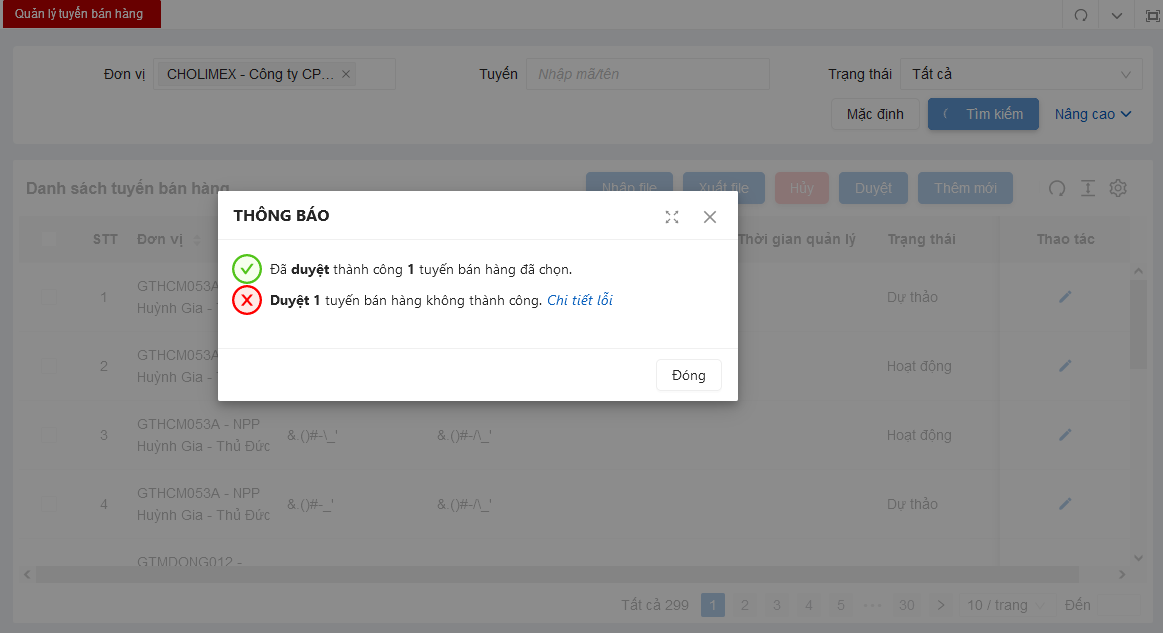 Quản lý tuyến bán hàng
Đơn vị CHOLIMEX - Công ty CP... Tuyến Nhập mã/tên Trạng thái Tất cả
Mặc định Tìm kiếm Nâng cao
Danh sách tuyến bán hàng Nhập file Xuất file Hủy Duyệt Thêm mới
THÔNG BÁO
STT Đơn vị Thời gian quản lý Trạng thái Thao tác
Đã duyệt thành công 1 tuyến bán hàng đã chọn.
Duyệt 1 tuyến bán hàng không thành công. Chi tiết lỗi
1 GTHCM053A Dự thảo
Huỳnh Gia - T
2 GTHCM053A Hoạt động
Huỳnh Gia -
Đóng
GTHCM053A - NPP
3 &.()#-\_' &.()#-/\_' Hoạt động
Huỳnh Gia - Thủ Đức
GTHCM053A - NPP
4 &.()#-_' &.()#-/\_' Dự thảo
Huỳnh Gia - Thủ Đức
GTMDONG012 -
Tất cả 299 1 2 3 4 5 ••• 30 10 / trang Đến